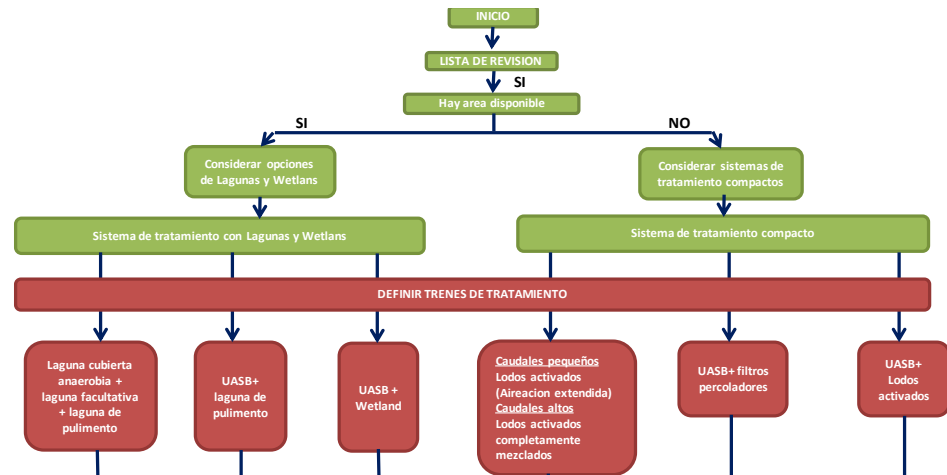 INICIO
LISTA DE REVISION
SI
Hay area disponible
SI
NO
Considerar opciones
de Lagunas y Wetlans
Considerar sistemas de
tratamiento compactos
Sistema de tratamiento con Lagunas y Wetlans
Sistema de tratamiento compacto
DEFINIR TRENES DE TRATAMIENTO
Laguna cubierta
anaerobia +
laguna facultativa
+ laguna de
pulimento
UASB+
laguna de
pulimento
UASB +
Wetland
Caudales pequeños
Lodos activados
(Aireacion extendida)
Caudales altos
Lodos activados
completamente
mezclados
UASB+ filtros
percoladores
UASB+
Lodos
activados